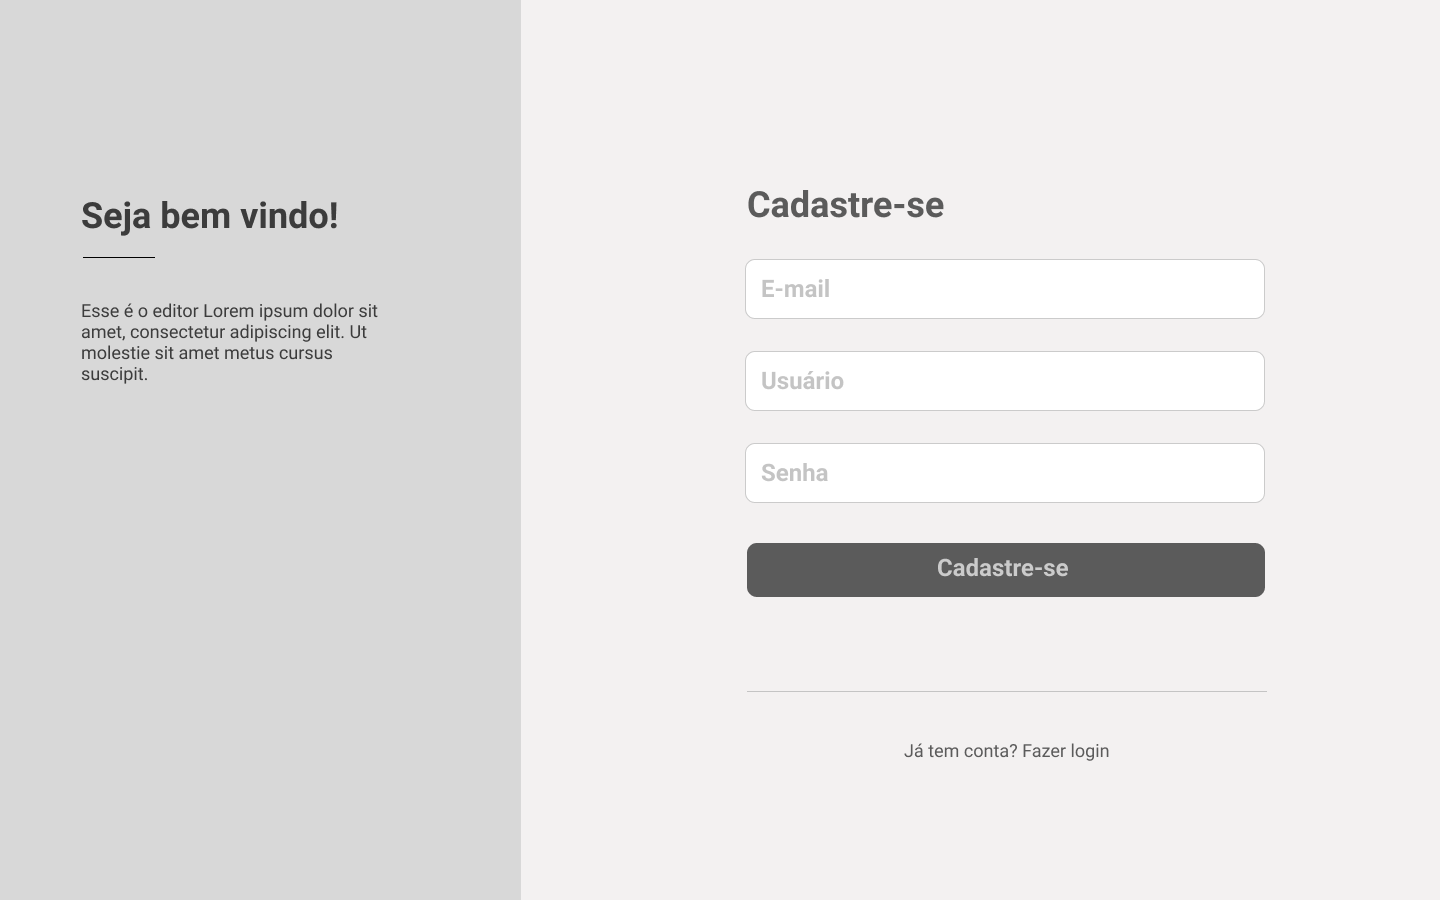 Seja bem vindo!
Esse é o editor Lorem ipsum dolor sit
amet, consectetur adipiscing elit. Ut
molestie sit amet metus cursus
suscipit.
Cadastre-se
E-mail
Usuário
Senha
Cadastre-se
Já tem conta? Fazer login